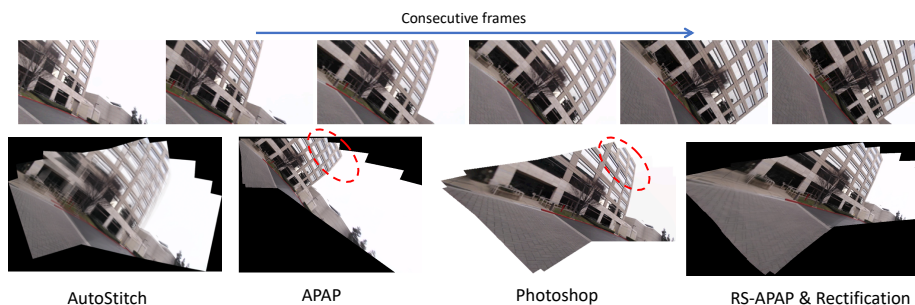 Consecutive frames
AutoStitch
APAP
Photoshop
RS-APAP & Rectification